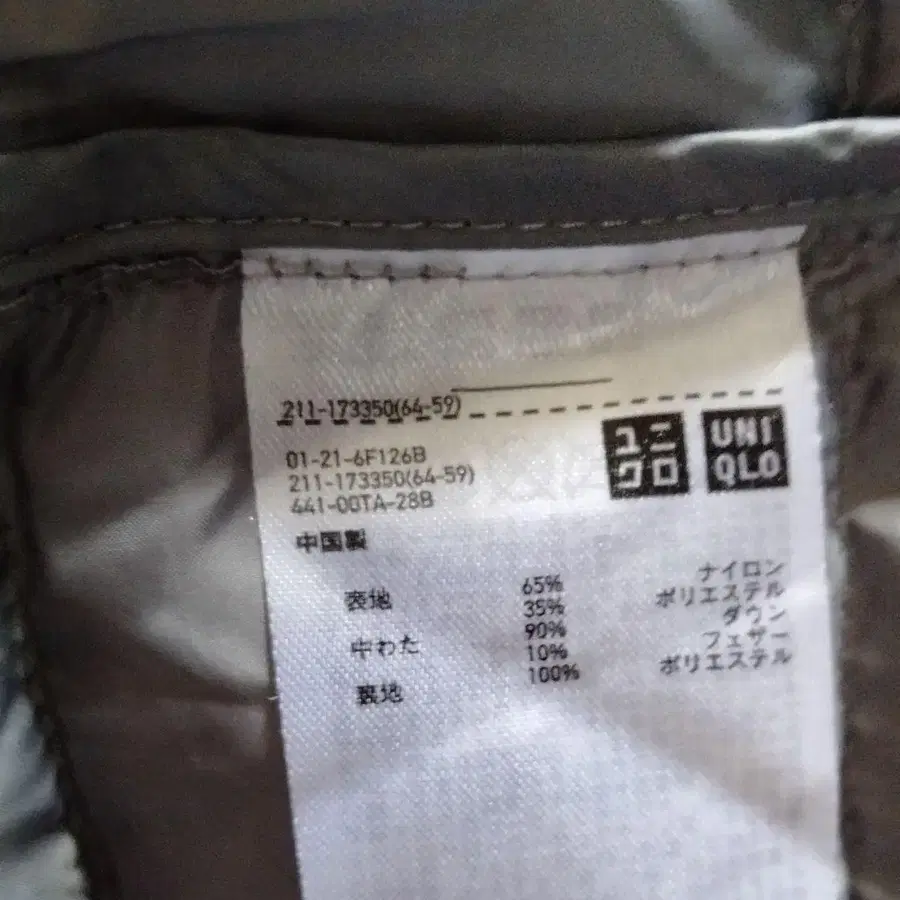 211-173350(64-59)
ユニクロ
UNIQLO
01-21-6F126B
211-173350(64-59)
441-00TA-28B
中国製
表地 65% ナイロン
35% ポリエステル
中わた 90% ダウン
10% フェザー
裏地 100% ポリエステル